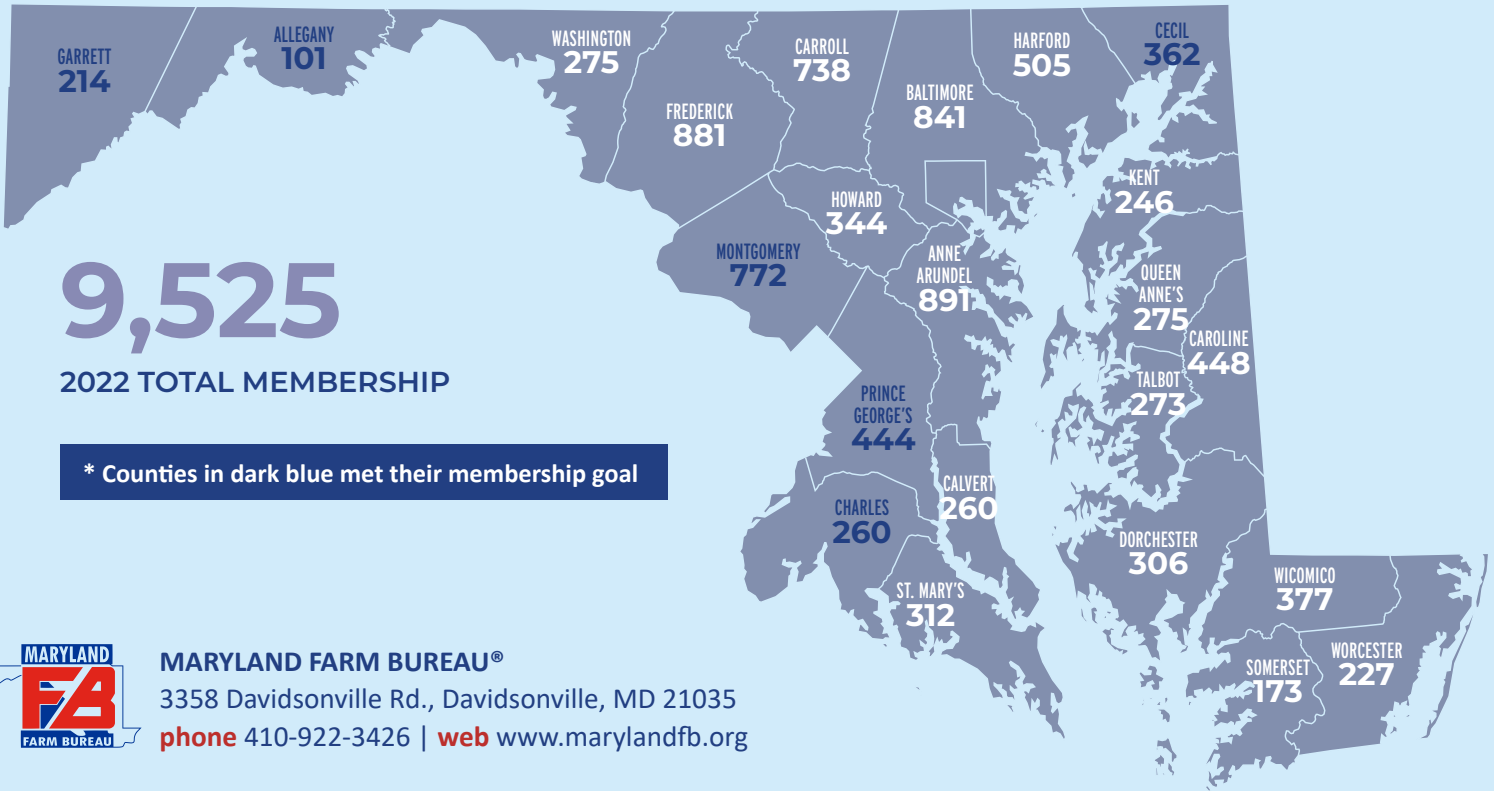 GARRETT
214
ALLEGANY
101
WASHINGTON
275
FREDERICK
881
CARROLL
738
BALTIMORE
841
HARFORD
505
CECIL
362
KENT
246
HOWARD
344
MONTGOMERY
772
ANNE
ARUNDEL
891
QUEEN
ANNE'S
275
CAROLINE
448
TALBOT
273
PRINCE
GEORGE'S
444
CALVERT
260
CHARLES
260
ST. MARY'S
312
DORCHESTER
306
WICOMICO
377
SOMERSET
173
WORCESTER
227
9,525
2022 TOTAL MEMBERSHIP
* Counties in dark blue met their membership goal
MARYLAND
FB
FARM BUREAU
MARYLAND FARM BUREAU®
3358 Davidsonville Rd., Davidsonville, MD 21035
phone 410-922-3426 | web www.marylandfb.org